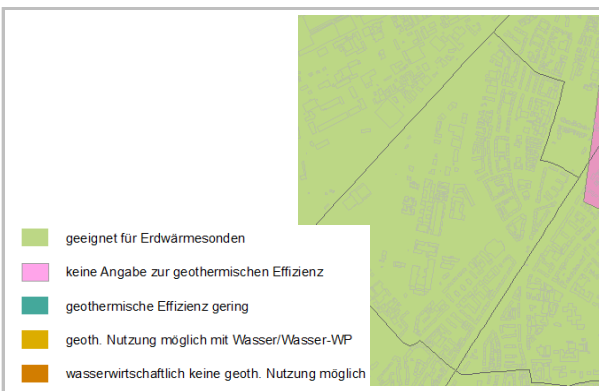 geeignet für Erdwärmesonden
keine Angabe zur geothermischen Effizienz
geothermische Effizienz gering
geoth. Nutzung möglich mit Wasser/Wasser-WP
wasserwirtschaftlich keine geoth. Nutzung möglich